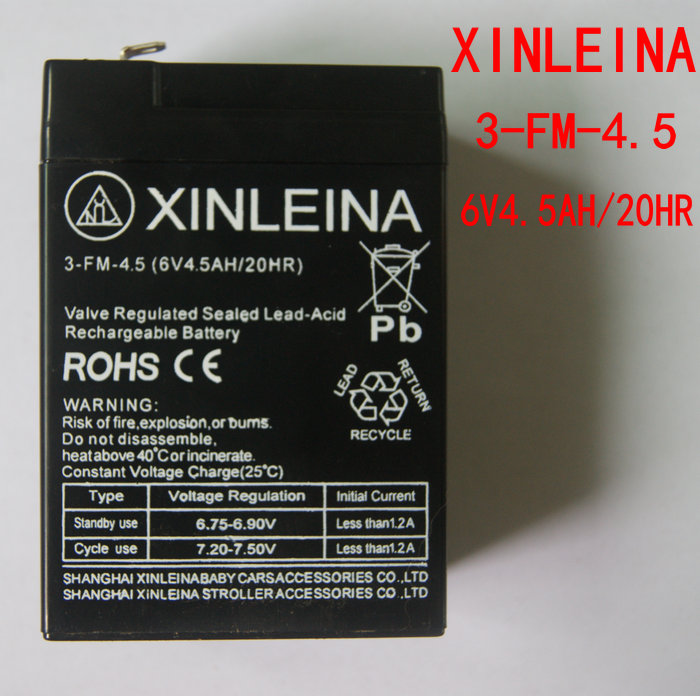 XINLEINA
3-FM-4.5
6V4.5AH/20HR
XINLEINA
3-FM-4.5 (6V4.5AH/20HR)
Valve Regulated Sealed Lead-Acid
Rechargeable Battery
Pb
ROHS CE
LEAD RETURN
RECYCLE
WARNING:
Risk of fire,explosion,or burns.
Do not disassemble,
heat above 40°C or incinerate.
Constant Voltage Charge(25°C)
Type Voltage Regulation Initial Current
Standby use 6.75-6.90V Less than1.2A
Cycle use 7.20-7.50V Less than1.2A
SHANGHAI XINLEINABABY CARSACCESSORIES CO.,LTD
SHANGHAI XINLEINA STROLLER ACCESSORIES CO.,LTD